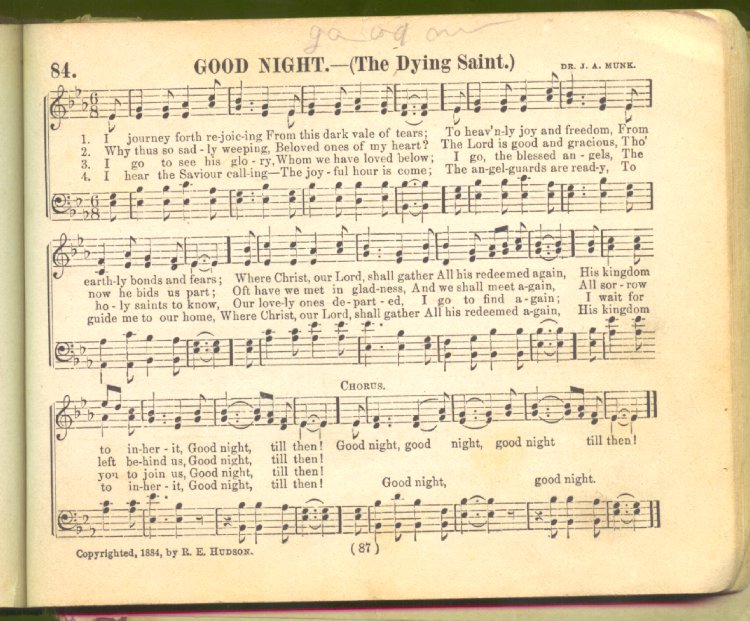 good
84. GOOD NIGHT.—(The Dying Saint.) DR. J. A. MUNK.
1. I journey forth re-joic-ing From this dark vale of tears; To heav'n-ly joy and freedom, From
2. Why thus so sad-ly weeping, Beloved ones of my heart? The Lord is good and gracious, Tho'
3. I go to see his glo-ry, Whom we have loved below; I go, the blessed an-gels, The
4. I hear the Saviour call-ing—The joy-ful hour is come; The an-gel-guards are read-y, To
earth-ly bonds and fears; Where Christ, our Lord, shall gather All his redeemed again, His kingdom
now he bids us part; Oft have we met in glad-ness, And we shall meet a-gain, All sor-row
ho-ly saints to know, Our love-ly ones de-part-ed, I go to find a-gain; I wait for
guide me to our home, Where Christ, our Lord, shall gather All his redeemed a-gain, His kingdom
CHORUS.
to in-her-it, Good night, till then! Good night, good night, good night till then!
left be-hind us, Good night, till then!
you to join us, Good night, till then!
to in-her-it, Good night, till then! Good night, good night.
Copyrighted, 1884, by R. E. HUDSON. (87)